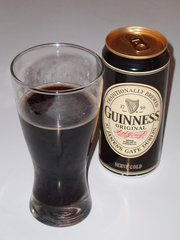 TRADITIONALLY BREWED
17 59
GUINNESS
ORIGINAL
ST. JAMES'S GATE DUBLIN
SERVE COLD